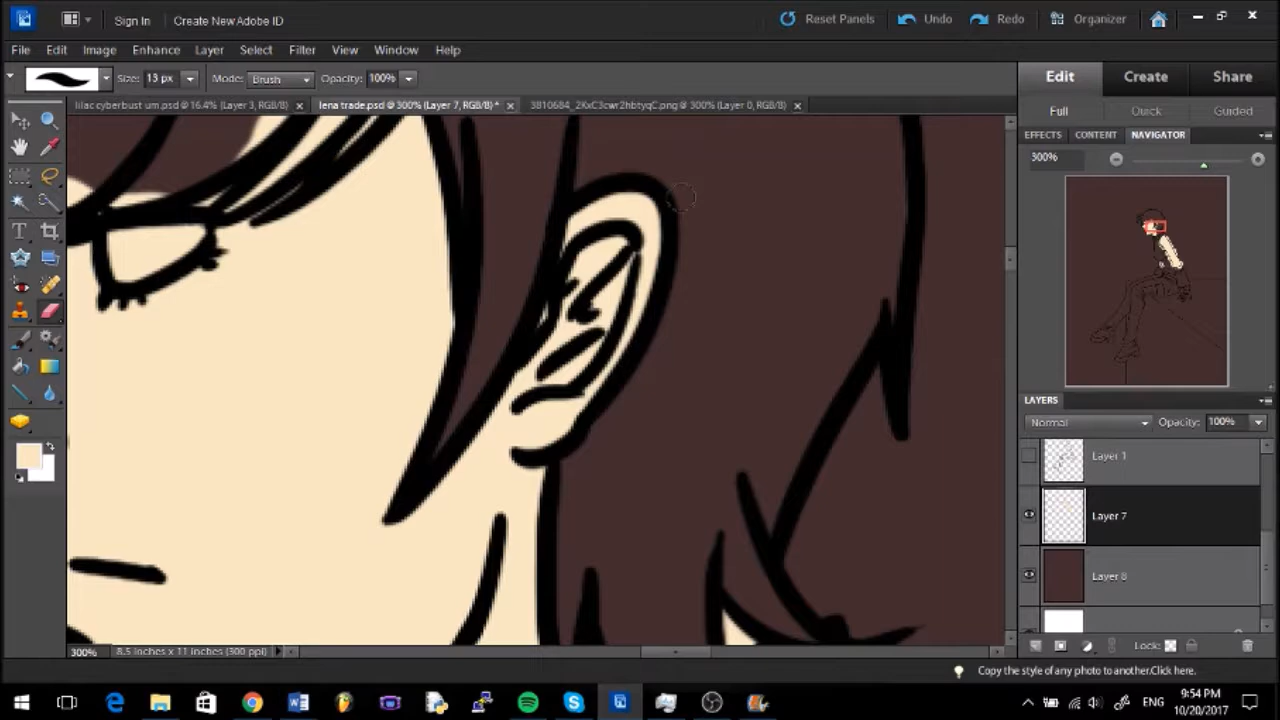 Sign In Create New Adobe ID Reset Panels Undo Redo Organizer
File Edit Image Enhance Layer Select Filter View Window Help
Size: 13 px Mode: Brush Opacity: 100% Edit Create Share
lilac cyberbust um.psd @ 16.4% (Layer 3, RGB/8) lena trade.psd @ 300% (Layer 7, RGB/8) * 3810684_2KxC3cwr2hbtyqC.png @ 300% (Layer 0, RGB/8)
Full Quick Guided
EFFECTS CONTENT NAVIGATOR
300%
LAYERS
Normal Opacity: 100%
Layer 1
Layer 7
Layer 8
Lock:
300% 8.5 inches x 11 inches (300 ppi)
Copy the style of any photo to another.Click here.
ENG
9:54 PM
10/20/2017